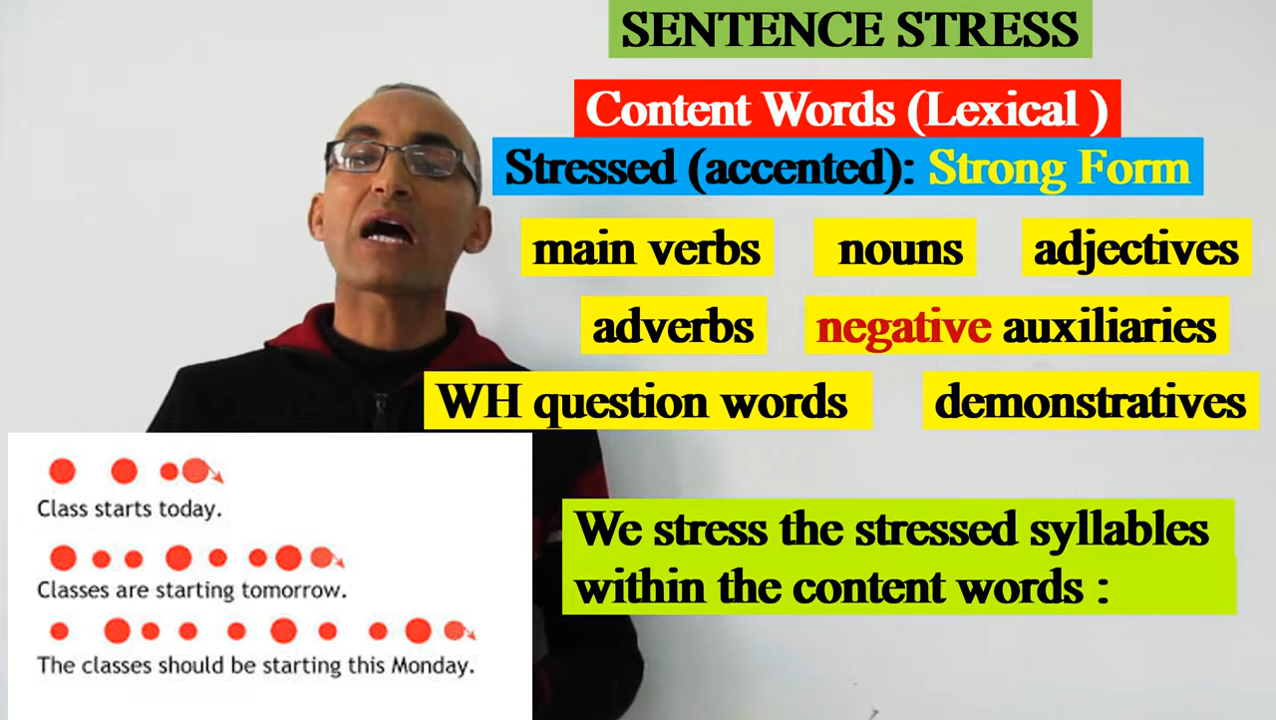 SENTENCE STRESS
Content Words (Lexical )
Stressed (accented): Strong Form
main verbs nouns adjectives
adverbs negative auxiliaries
WH question words demonstratives
We stress the stressed syllables
within the content words :
Class starts today.
Classes are starting tomorrow.
The classes should be starting this Monday.